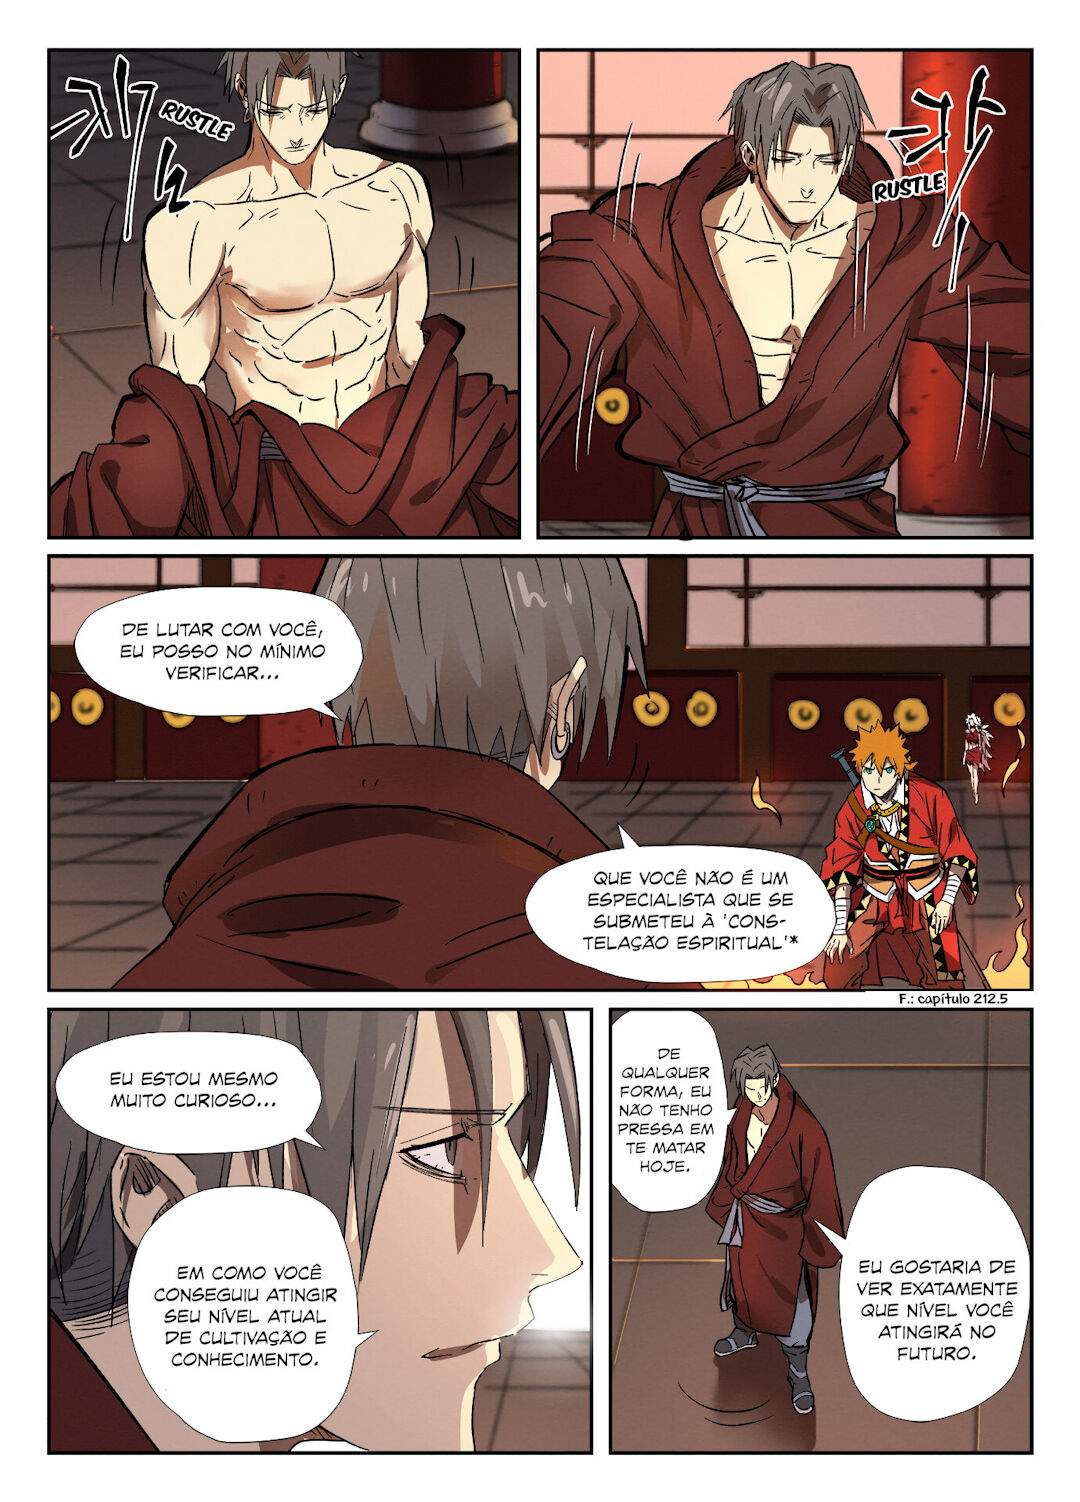 RUSTLE
RUSTLE
DE LUTAR COM VOCÊ,
EU POSSO NO MÍNIMO
VERIFICAR...
QUE VOCÊ NÃO É UM
ESPECIALISTA QUE SE
SUBMETEU À 'CONS-
TELAÇÃO ESPIRITUAL'*
F.: capítulo 212.5
EU ESTOU MESMO
MUITO CURIOSO...
EM COMO VOCÊ
CONSEGUIU ATINGIR
SEU NÍVEL ATUAL
DE CULTIVAÇÃO E
CONHECIMENTO.
DE
QUALQUER
FORMA, EU
NÃO TENHO
PRESSA EM
TE MATAR
HOJE.
EU GOSTARIA DE
VER EXATAMENTE
QUE NÍVEL VOCÊ
ATINGIRÁ NO
FUTURO.